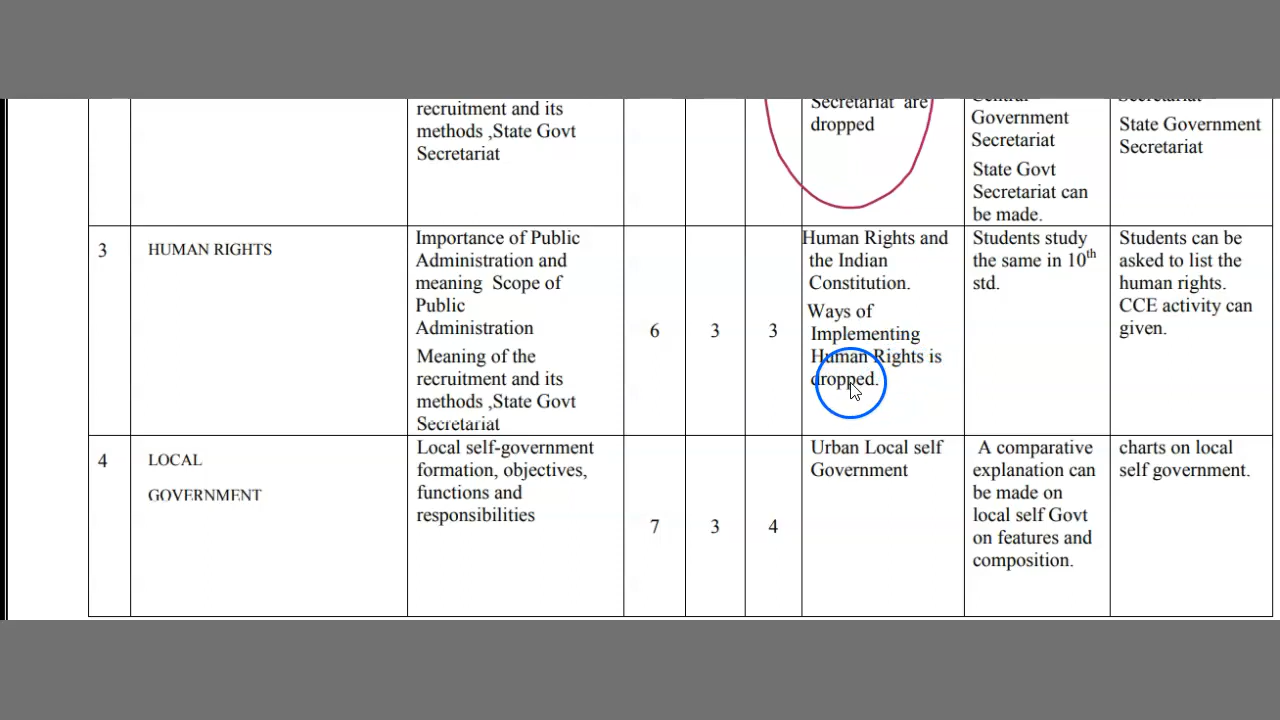 recruitment and its
methods ,State Govt
Secretariat
Secretariat are
dropped
Central
Government
Secretariat
State Govt
Secretariat can
be made.
Secretariat
State Government
Secretariat
3
HUMAN RIGHTS
Importance of Public
Administration and
meaning Scope of
Public
Administration
Meaning of the
recruitment and its
methods ,State Govt
Secretariat
6
3
3
Human Rights and
the Indian
Constitution.
Ways of
Implementing
Human Rights is
dropped.
Students study
the same in 10th
std.
Students can be
asked to list the
human rights.
CCE activity can
given.
4
LOCAL
GOVERNMENT
Local self-government
formation, objectives,
functions and
responsibilities
7
3
4
Urban Local self
Government
A comparative
explanation can
be made on
local self Govt
on features and
composition.
charts on local
self government.